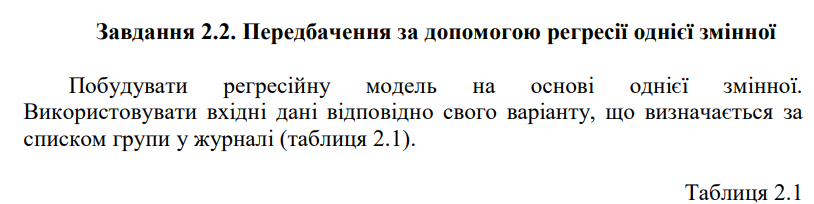 Завдання 2.2. Передбачення за допомогою регресії однієї змінної
Побудувати регресійну модель на основі однієї змінної.
Використовувати вхідні дані відповідно свого варіанту, що визначається за
списком групи у журналі (таблиця 2.1).
Таблиця 2.1